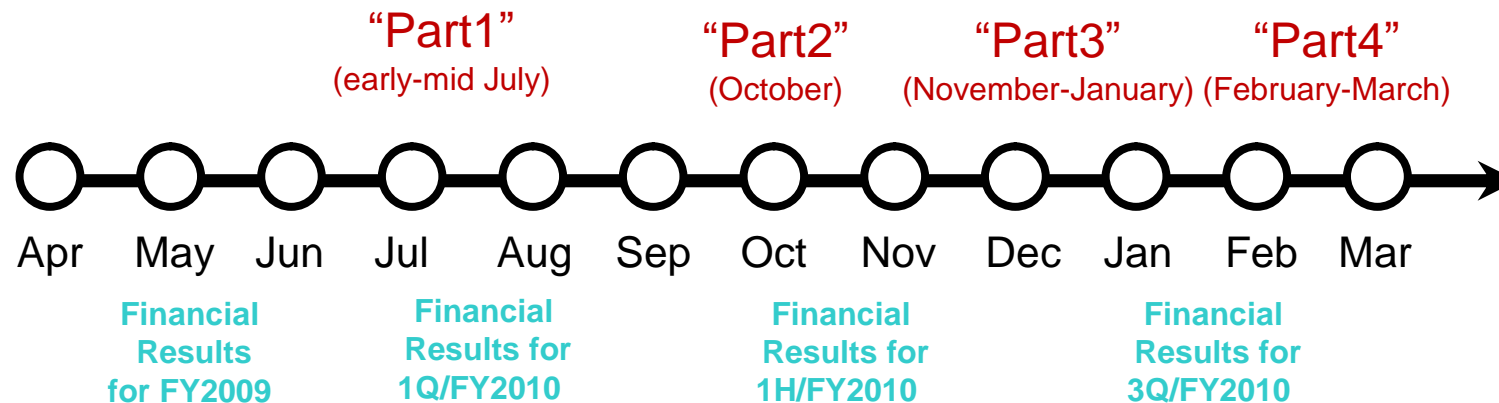 “Part1” “Part2” “Part3” “Part4”
(early-mid July) (October) (November-January) (February-March)
Apr May Jun Jul Aug Sep Oct Nov Dec Jan Feb Mar
Financial
Results
for FY2009
Financial
Results for
1Q/FY2010
Financial
Results for
1H/FY2010
Financial
Results for
3Q/FY2010